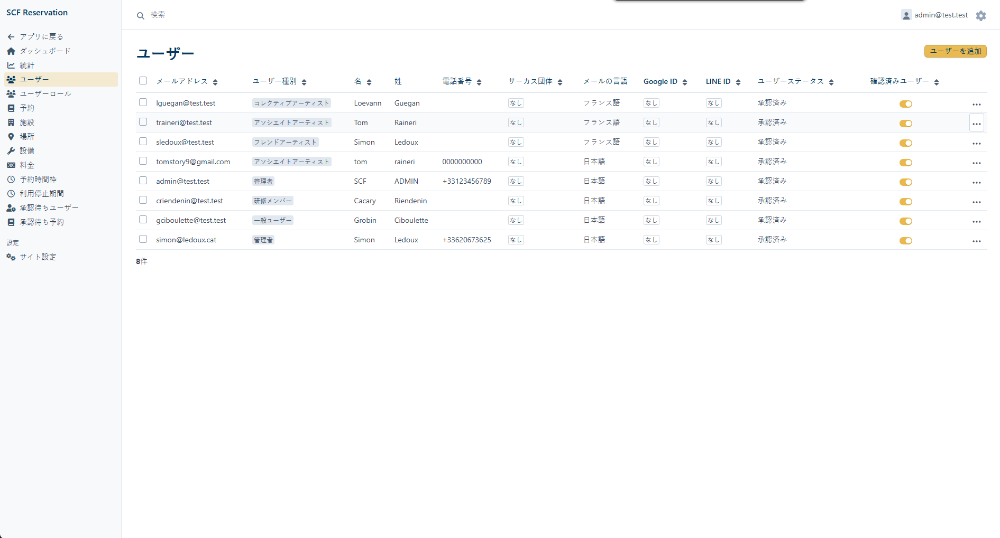 SCF Reservation
検索
admin@test.test
アプリに戻る
ダッシュボード
統計
ユーザー
ユーザーロール
予約
施設
場所
設備
料金
予約時間枠
利用停止期間
承認待ちユーザー
承認待ち予約
設定
サイト設定
ユーザー
ユーザーを追加
メールアドレス ユーザー種別 名 姓 電話番号 サーカス団体 メールの言語 Google ID LINE ID ユーザーステータス 確認済みユーザー
lguegan@test.test コレクティブアーティスト Loevann Guegan なし フランス語 なし なし 承認済み
traineri@test.test アソシエイトアーティスト Tom Raineri なし フランス語 なし なし 承認済み
sledoux@test.test フレンドアーティスト Simon Ledoux なし フランス語 なし なし 承認済み
tomstory9@gmail.com アソシエイトアーティスト tom raineri 0000000000 なし 日本語 なし なし 承認済み
admin@test.test 管理者 SCF ADMIN +33123456789 なし 日本語 なし なし 承認済み
criendenin@test.test 研修メンバー Cacary Riendenin なし 日本語 なし なし 承認済み
gciboulette@test.test 一般ユーザー Grobin Ciboulette なし 日本語 なし なし 承認済み
simon@ledoux.cat 管理者 Simon Ledoux +33620673625 なし 日本語 なし なし 承認済み
8件